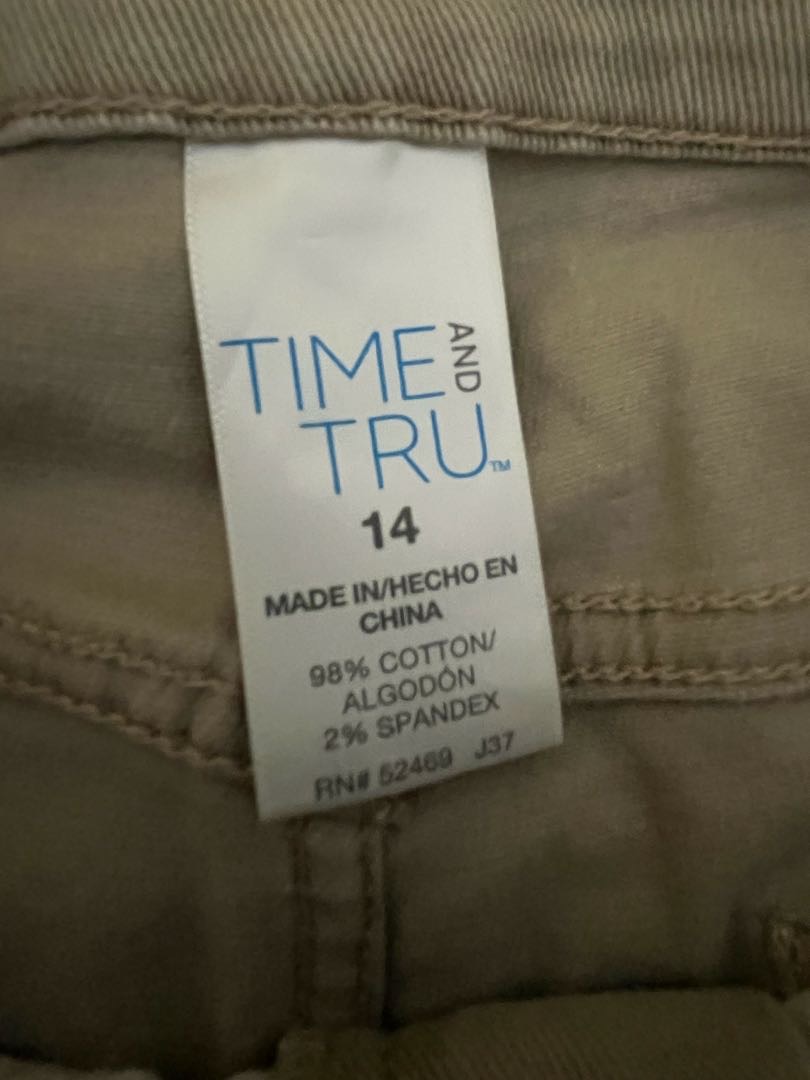 TIME AND
TRU™
14
MADE IN/HECHO EN
CHINA
98% COTTON/
ALGODÓN
2% SPANDEX
RN# 52469 J37